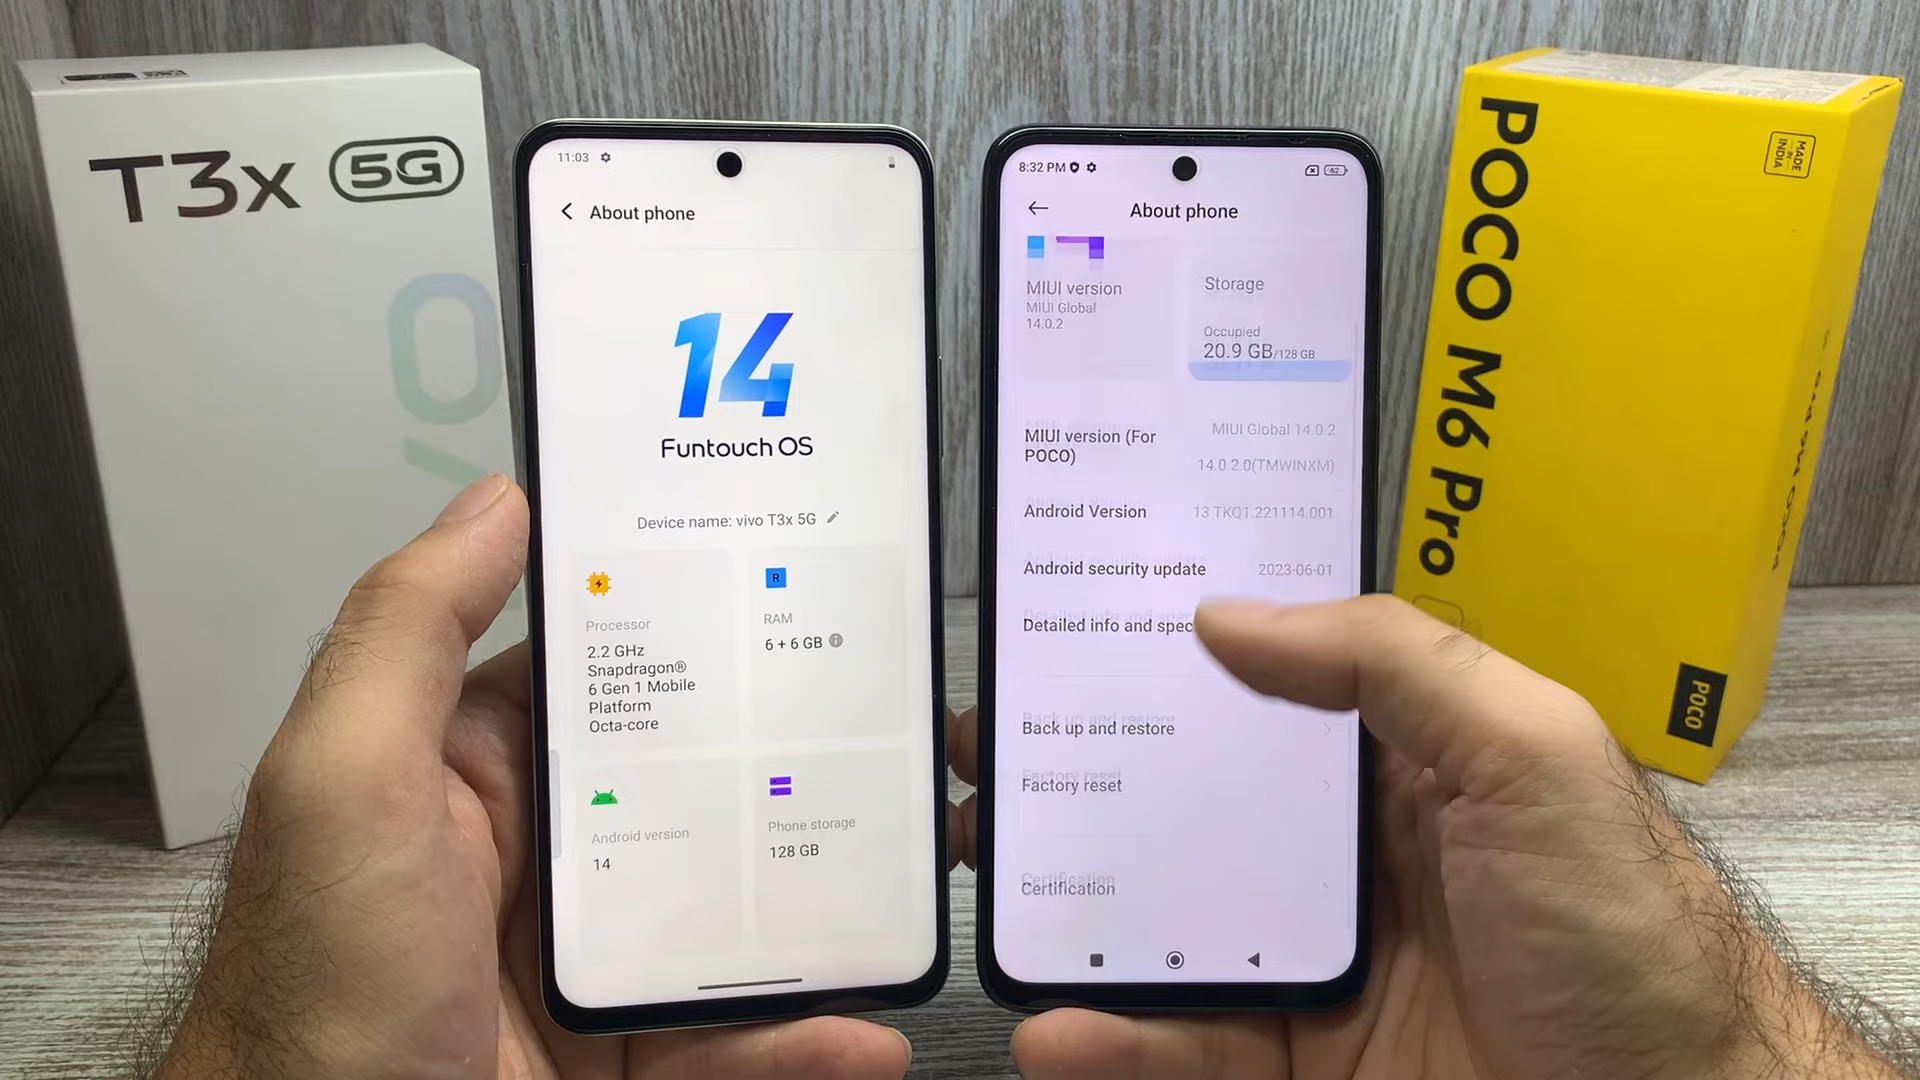 T3x 5G
vo
11:03
About phone
14
Funtouch OS
Device name: vivo T3x 5G
Processor
2.2 GHz
Snapdragon®
6 Gen 1 Mobile
Platform
Octa-core
R
RAM
6 + 6 GB
Android version
14
Phone storage
128 GB
8:32 PM
62
About phone
MIUI version
MIUI Global
14.0.2
Storage
Occupied
20.9 GB/128 GB
MIUI version (For
POCO)
MIUI Global 14.0.2
14.0.2.0(TMWINXM)
Android Version
13 TKQ1.221114.001
Android security update
2023-06-01
Detailed info and spec
Back up and restore
Factory reset
Certification
POCO M6 Pro
MADE
IN
INDIA
POCO
POCO M6 Pro